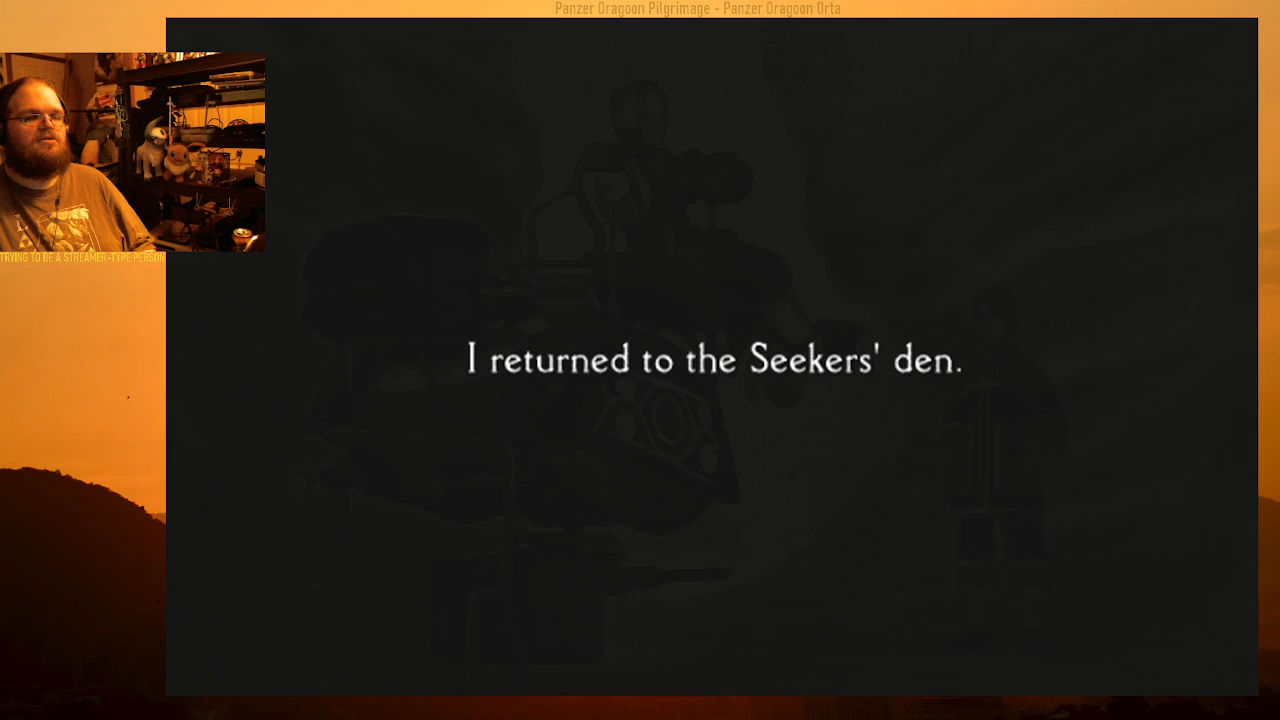 Panzer Dragoon Pilgrimage - Panzer Dragoon Orta
TRYING TO BE A STREAMER-TYPE PERSON
I returned to the Seekers' den.